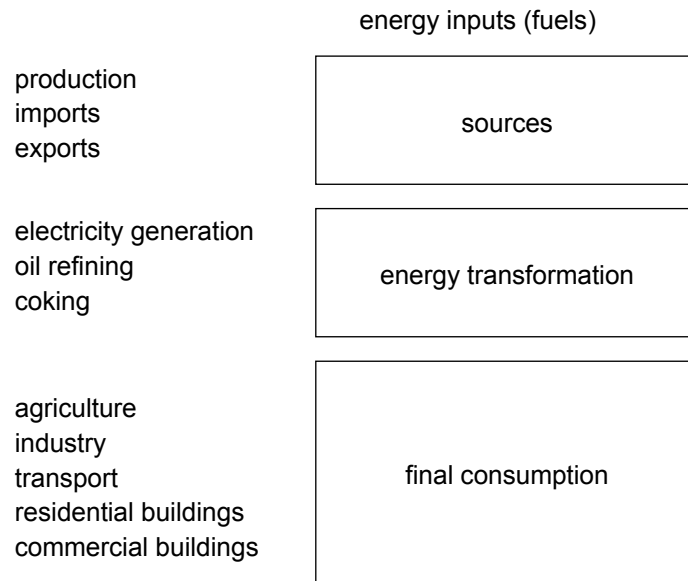 energy inputs (fuels)
production
imports
exports
sources
electricity generation
oil refining
coking
energy transformation
agriculture
industry
transport
residential buildings
commercial buildings
final consumption